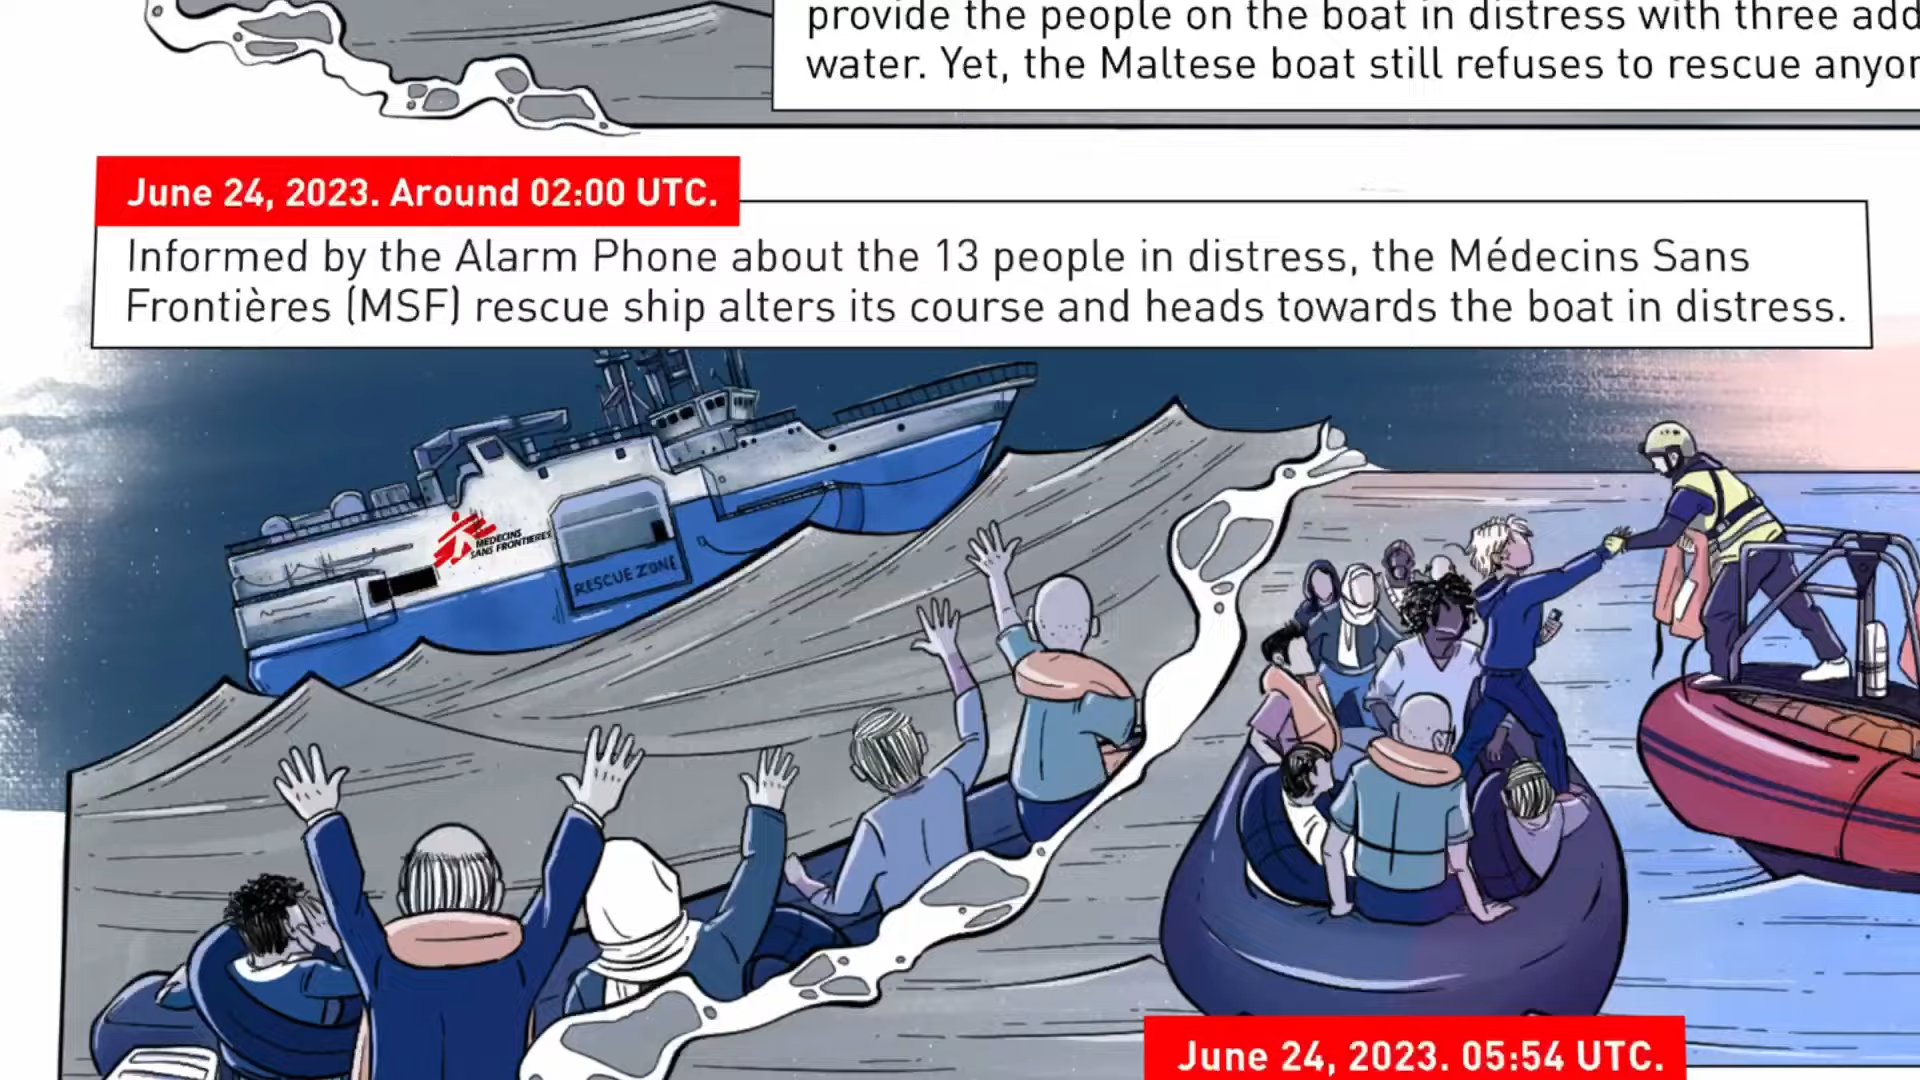 provide the people on the boat in distress with three
water. Yet, the Maltese boat still refuses to rescue
June 24, 2023. Around 02:00 UTC.
Informed by the Alarm Phone about the 13 people in distress, the Médecins Sans
Frontières (MSF) rescue ship alters its course and heads towards the boat in distress.
MEDECINS
SANS FRONTIERES
RESCUE ZONE
June 24, 2023. 05:54 UTC.